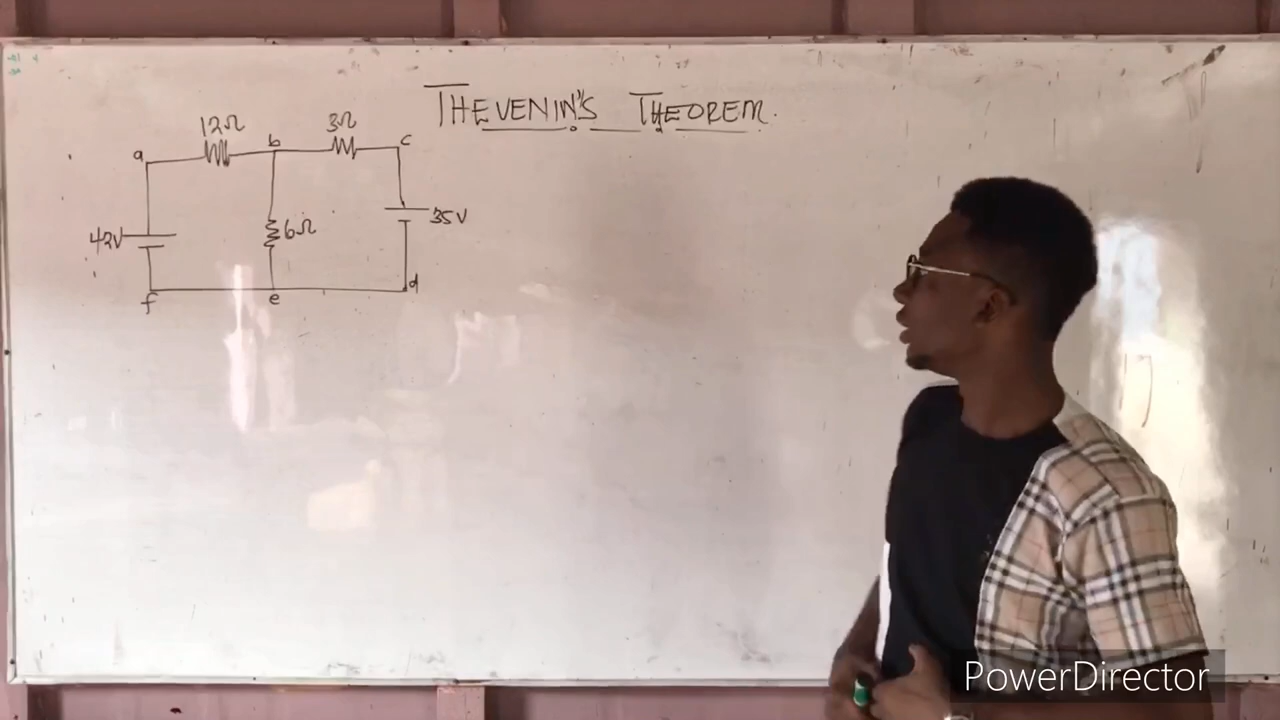 THEVENIN'S THEOREM.
12Ω
3Ω
a
b
c
42V
6Ω
35V
f
e
d
PowerDirector